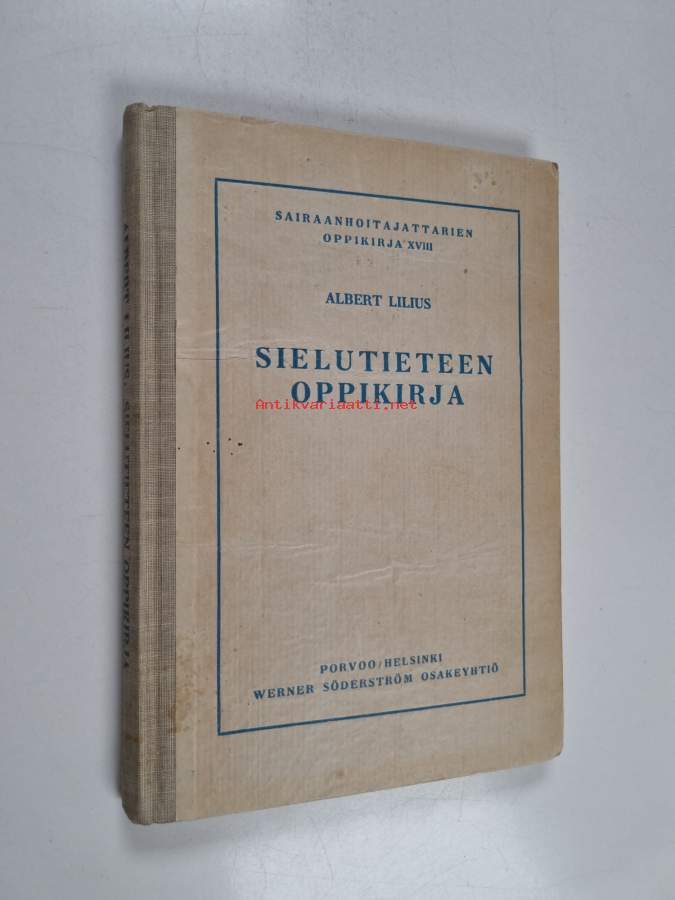 SAIRAANHOITAJATTARIEN
OPPIKIRJA XVIII
ALBERT LILIUS
SIELUTIETEEN
OPPIKIRJA
Antikvariaatti.net
PORVOO/HELSINKI
WERNER SÖDERSTRÖM OSAKEYHTIÖ
ALBERT LILIUS, SIELUTIETEEN OPPIKIRJA